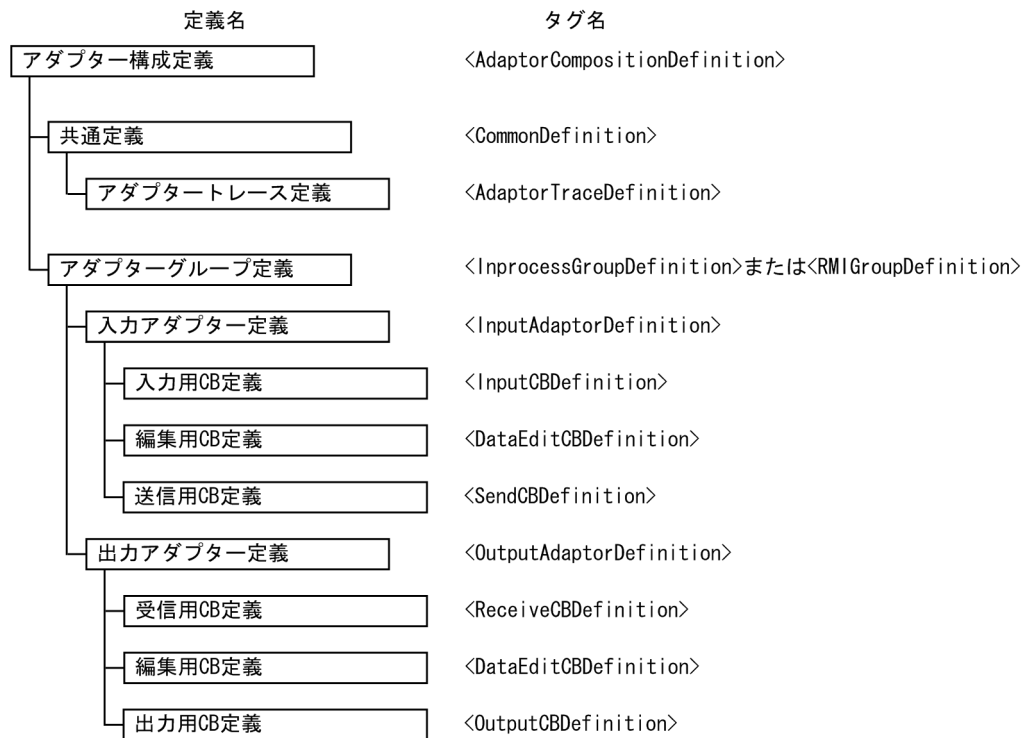 定義名 タグ名
アダプター構成定義 <AdaptorCompositionDefinition>
共通定義 <CommonDefinition>
アダプタートレース定義 <AdaptorTraceDefinition>
アダプターグループ定義 <InprocessGroupDefinition>または<RMIGroupDefinition>
入力アダプター定義 <InputAdaptorDefinition>
入力用CB定義 <InputCBDefinition>
編集用CB定義 <DataEditCBDefinition>
送信用CB定義 <SendCBDefinition>
出力アダプター定義 <OutputAdaptorDefinition>
受信用CB定義 <ReceiveCBDefinition>
編集用CB定義 <DataEditCBDefinition>
出力用CB定義 <OutputCBDefinition>